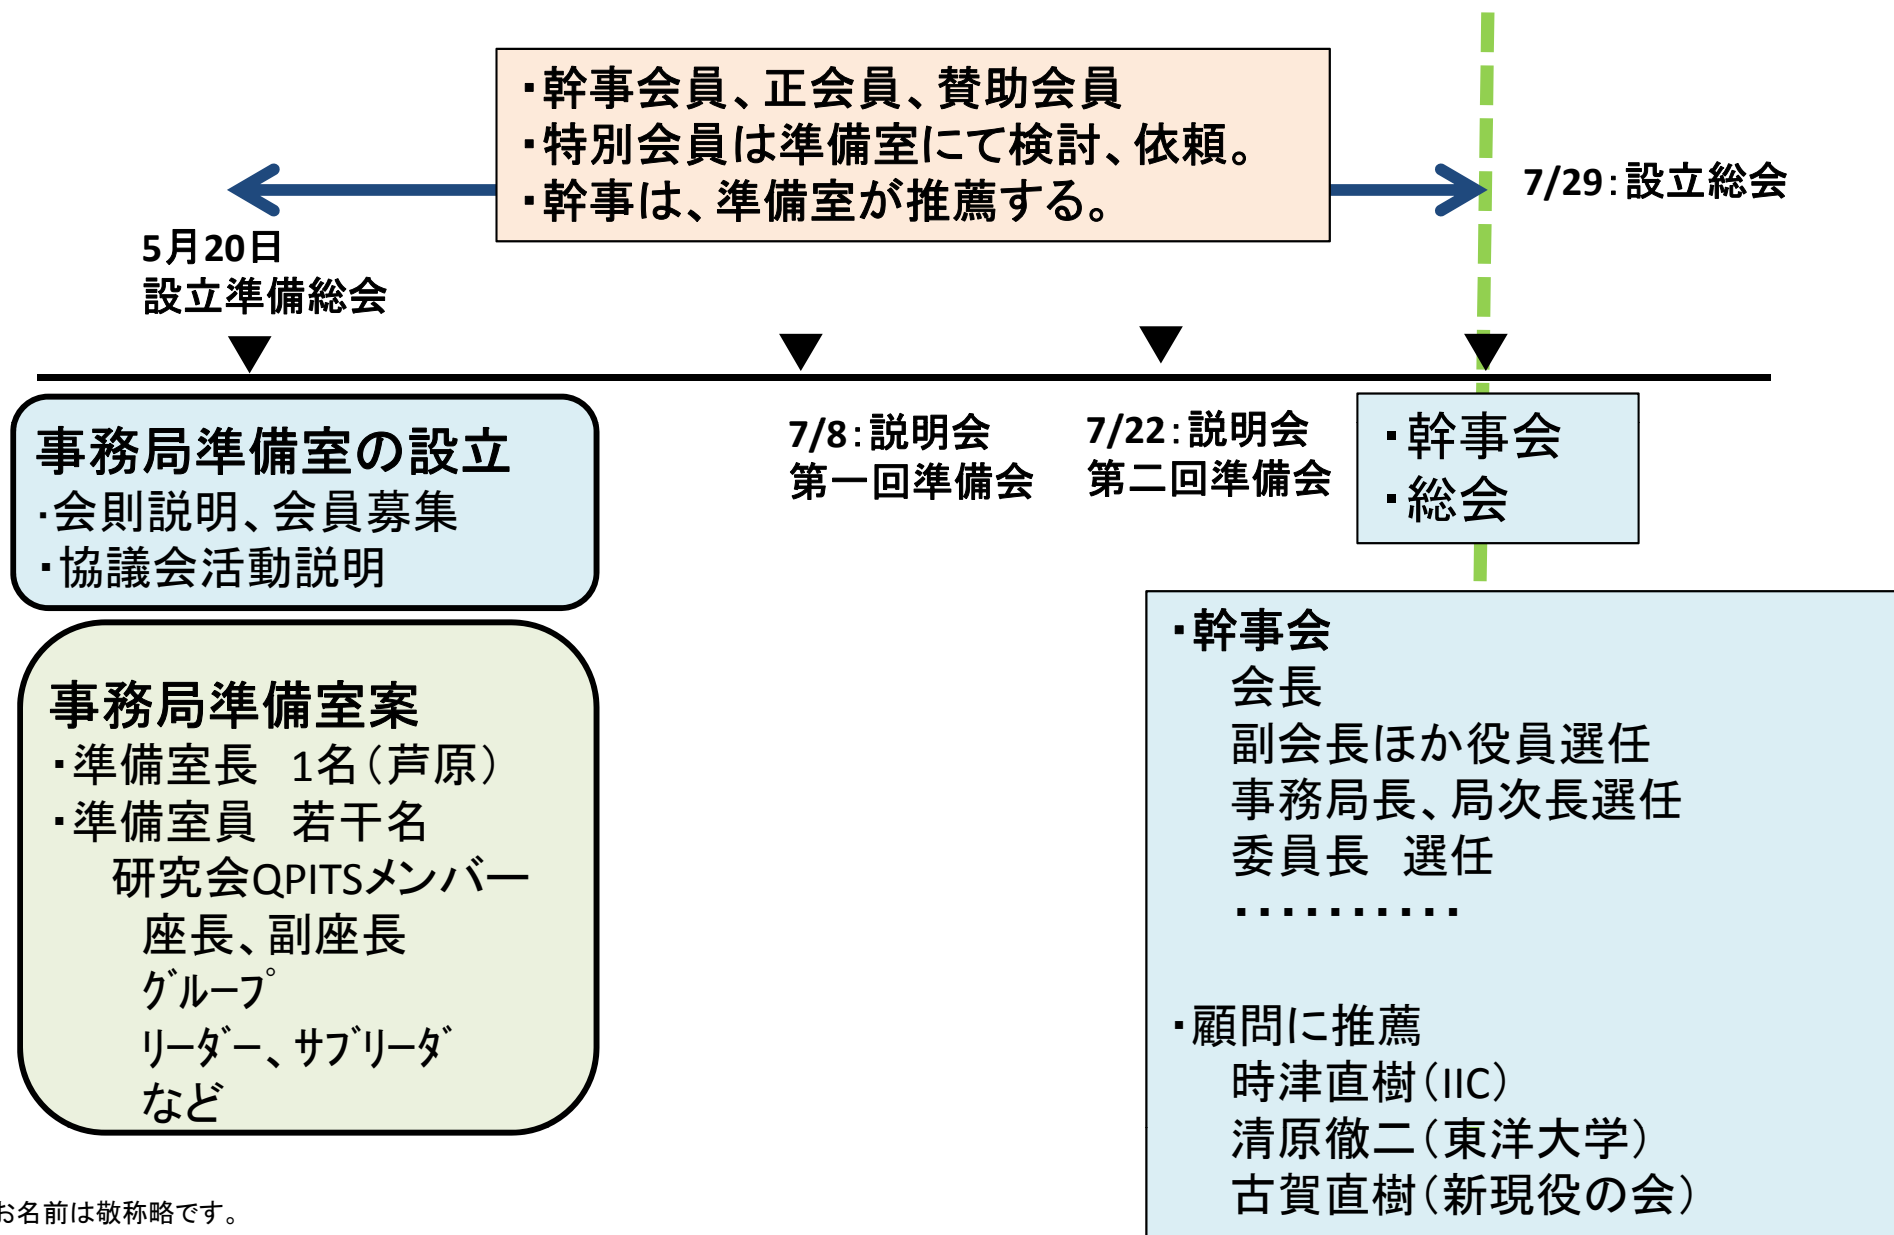 ・幹事会員、正会員、賛助会員
・特別会員は準備室にて検討、依頼。
・幹事は、準備室が推薦する。
7/29：設立総会
5月20日
設立準備総会
7/8：説明会
第一回準備会
7/22：説明会
第二回準備会
・幹事会
・総会
事務局準備室の設立
・会則説明、会員募集
・協議会活動説明
事務局準備室案
・準備室長　1名（芦原）
・準備室員　若干名
研究会QPITSメンバー
座長、副座長
ｸﾞﾙｰﾌﾟ
ﾘｰﾀﾞｰ、ｻﾌﾞﾘｰﾀﾞ
など
・幹事会
会長
副会長ほか役員選任
事務局長、局次長選任
委員長　選任
・・・・・・・・・・
・顧問に推薦
時津直樹（IIC）
清原徹二（東洋大学）
古賀直樹（新現役の会）
お名前は敬称略です。